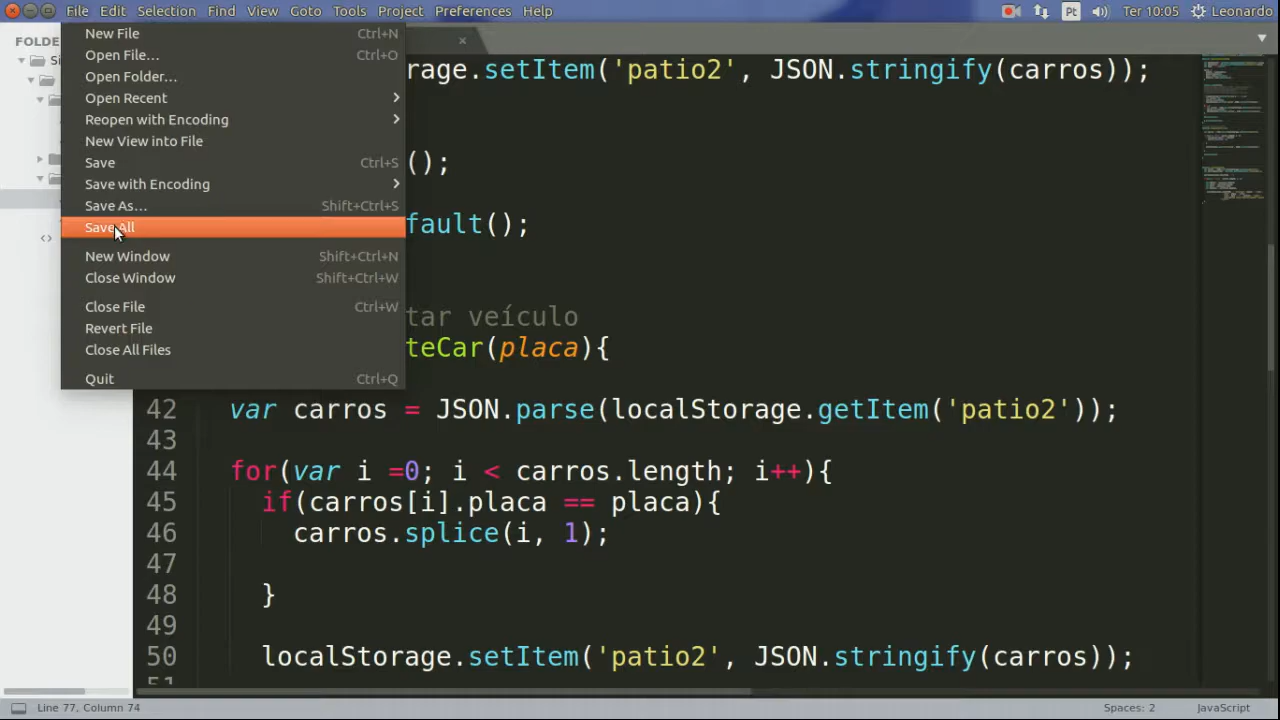 File Edit Selection Find View Goto Tools Project Preferences Help Pt Ter 10:05 Leonardo
FOLDE
New File Ctrl+N
Open File... Ctrl+O
Open Folder...
Open Recent
Reopen with Encoding
New View into File
Save Ctrl+S
Save with Encoding
Save As... Shift+Ctrl+S
Save All
New Window Shift+Ctrl+N
Close Window Shift+Ctrl+W
Close File Ctrl+W
Revert File
Close All Files
Quit Ctrl+Q
rage.setItem('patio2', JSON.stringify(carros));
();
fault();
tar veículo
teCar(placa){
42 var carros = JSON.parse(localStorage.getItem('patio2'));
43
44 for(var i =0; i < carros.length; i++){
45 if(carros[i].placa == placa){
46 carros.splice(i, 1);
47
48 }
49
50 localStorage.setItem('patio2', JSON.stringify(carros));
Line 77, Column 74 Spaces: 2 JavaScript